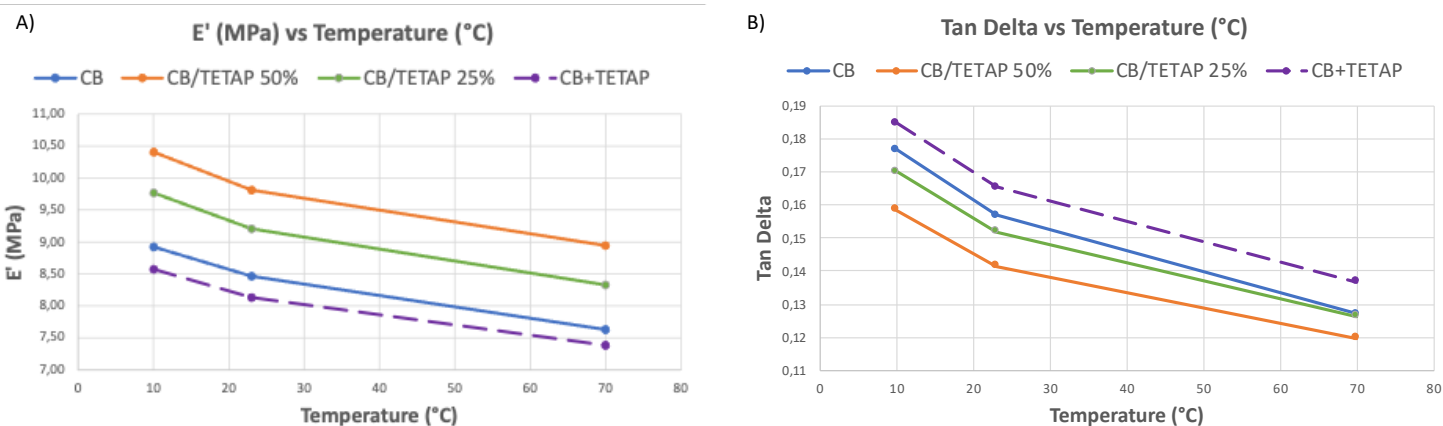 A)
E' (MPa) vs Temperature (°C)
CB CB/TETAP 50% CB/TETAP 25% CB+TETAP
11,00
10,50
10,00
9,50
9,00
8,50
8,00
7,50
7,00
E' (MPa)
0 10 20 30 40 50 60 70 80
Temperature (°C)
B)
Tan Delta vs Temperature (°C)
CB CB/TETAP 50% CB/TETAP 25% CB+TETAP
0,19
0,18
0,17
0,16
0,15
0,14
0,13
0,12
0,11
Tan Delta
0 10 20 30 40 50 60 70 80
Temperature (°C)